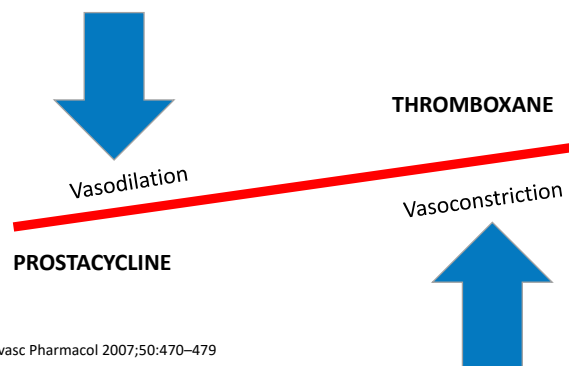 THROMBOXANE
Vasodilation
Vasoconstriction
PROSTACYCLINE
vasc Pharmacol 2007;50:470–479